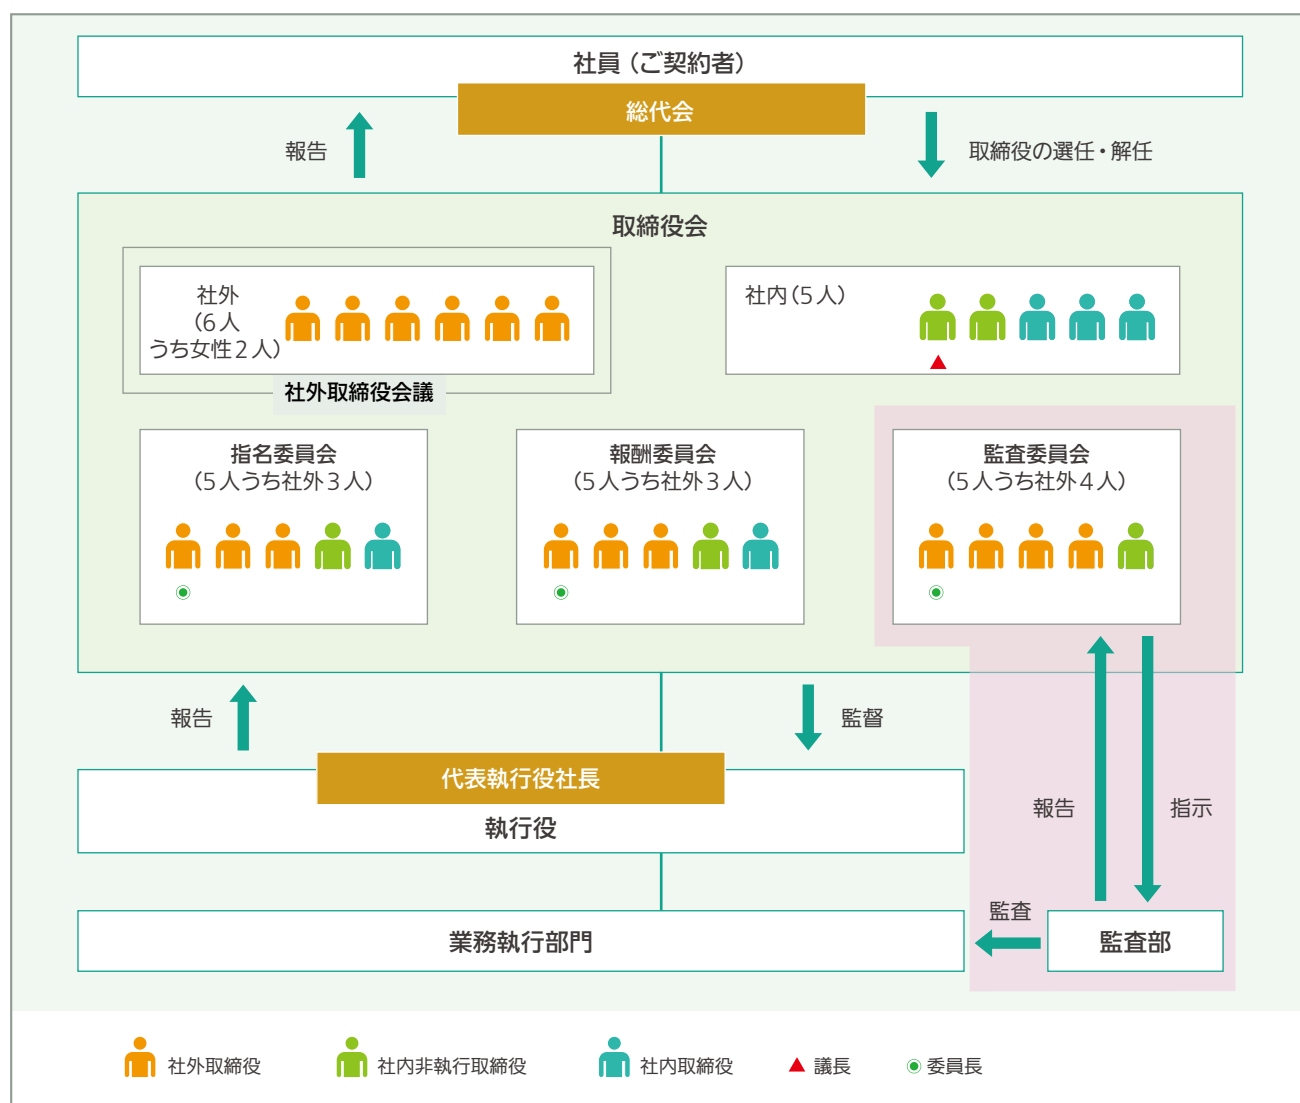 社員（ご契約者）
総代会
報告
取締役の選任・解任
取締役会
社外
（6人
うち女性2人）
社内（5人）
社外取締役会議
指名委員会
（5人うち社外3人）
報酬委員会
（5人うち社外3人）
監査委員会
（5人うち社外4人）
報告
監督
代表執行役社長
執行役
報告
指示
監査
業務執行部門
監査部
社外取締役
社内非執行取締役
社内取締役
議長
委員長